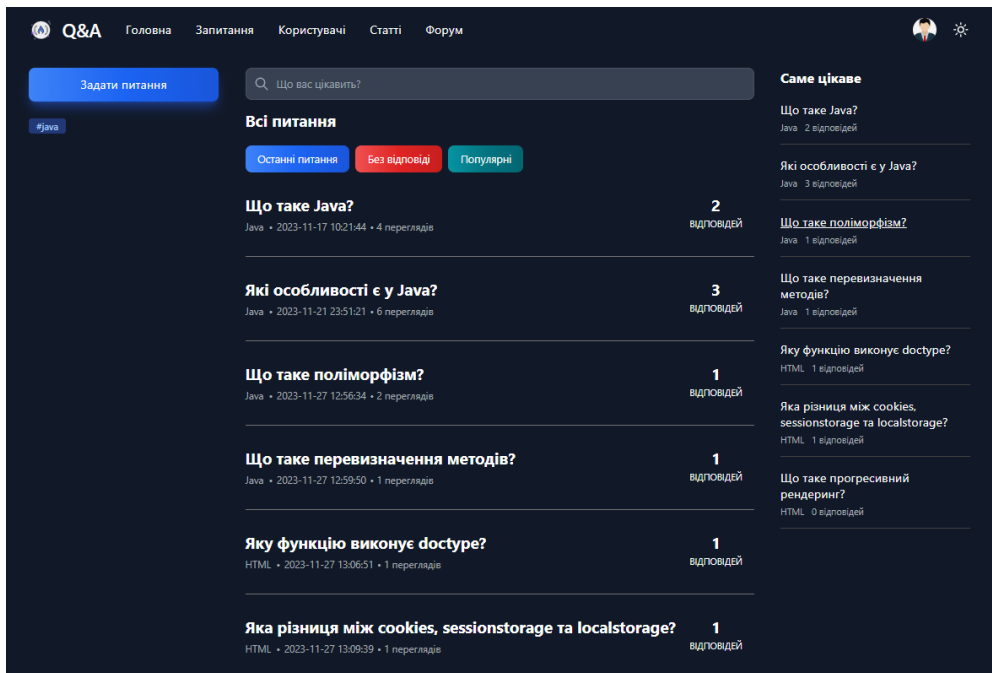 Q&A Головна Запитання Користувачі Статті Форум
Задати питання
#java
Що вас цікавить?
Всі питання
Останні питання Без відповіді Популярні
Що таке Java?
Java • 2023-11-17 10:21:44 • 4 переглядів
2
ВІДПОВІДЕЙ
Які особливості є у Java?
Java • 2023-11-21 23:51:21 • 6 переглядів
3
ВІДПОВІДЕЙ
Що таке поліморфізм?
Java • 2023-11-27 12:56:34 • 2 переглядів
1
ВІДПОВІДЕЙ
Що таке перевизначення методів?
Java • 2023-11-27 12:59:50 • 1 переглядів
1
ВІДПОВІДЕЙ
Яку функцію виконує doctype?
HTML • 2023-11-27 13:06:51 • 1 переглядів
1
ВІДПОВІДЕЙ
Яка різниця між cookies, sessionstorage та localstorage?
HTML • 2023-11-27 13:09:39 • 1 переглядів
1
ВІДПОВІДЕЙ
Саме цікаве
Що таке Java?
Java 2 відповідей
Які особливості є у Java?
Java 3 відповідей
Що таке поліморфізм?
Java 1 відповідей
Що таке перевизначення
методів?
Java 1 відповідей
Яку функцію виконує doctype?
HTML 1 відповідей
Яка різниця між cookies,
sessionstorage та localstorage?
HTML 1 відповідей
Що таке прогресивний
рендеринг?
HTML 0 відповідей